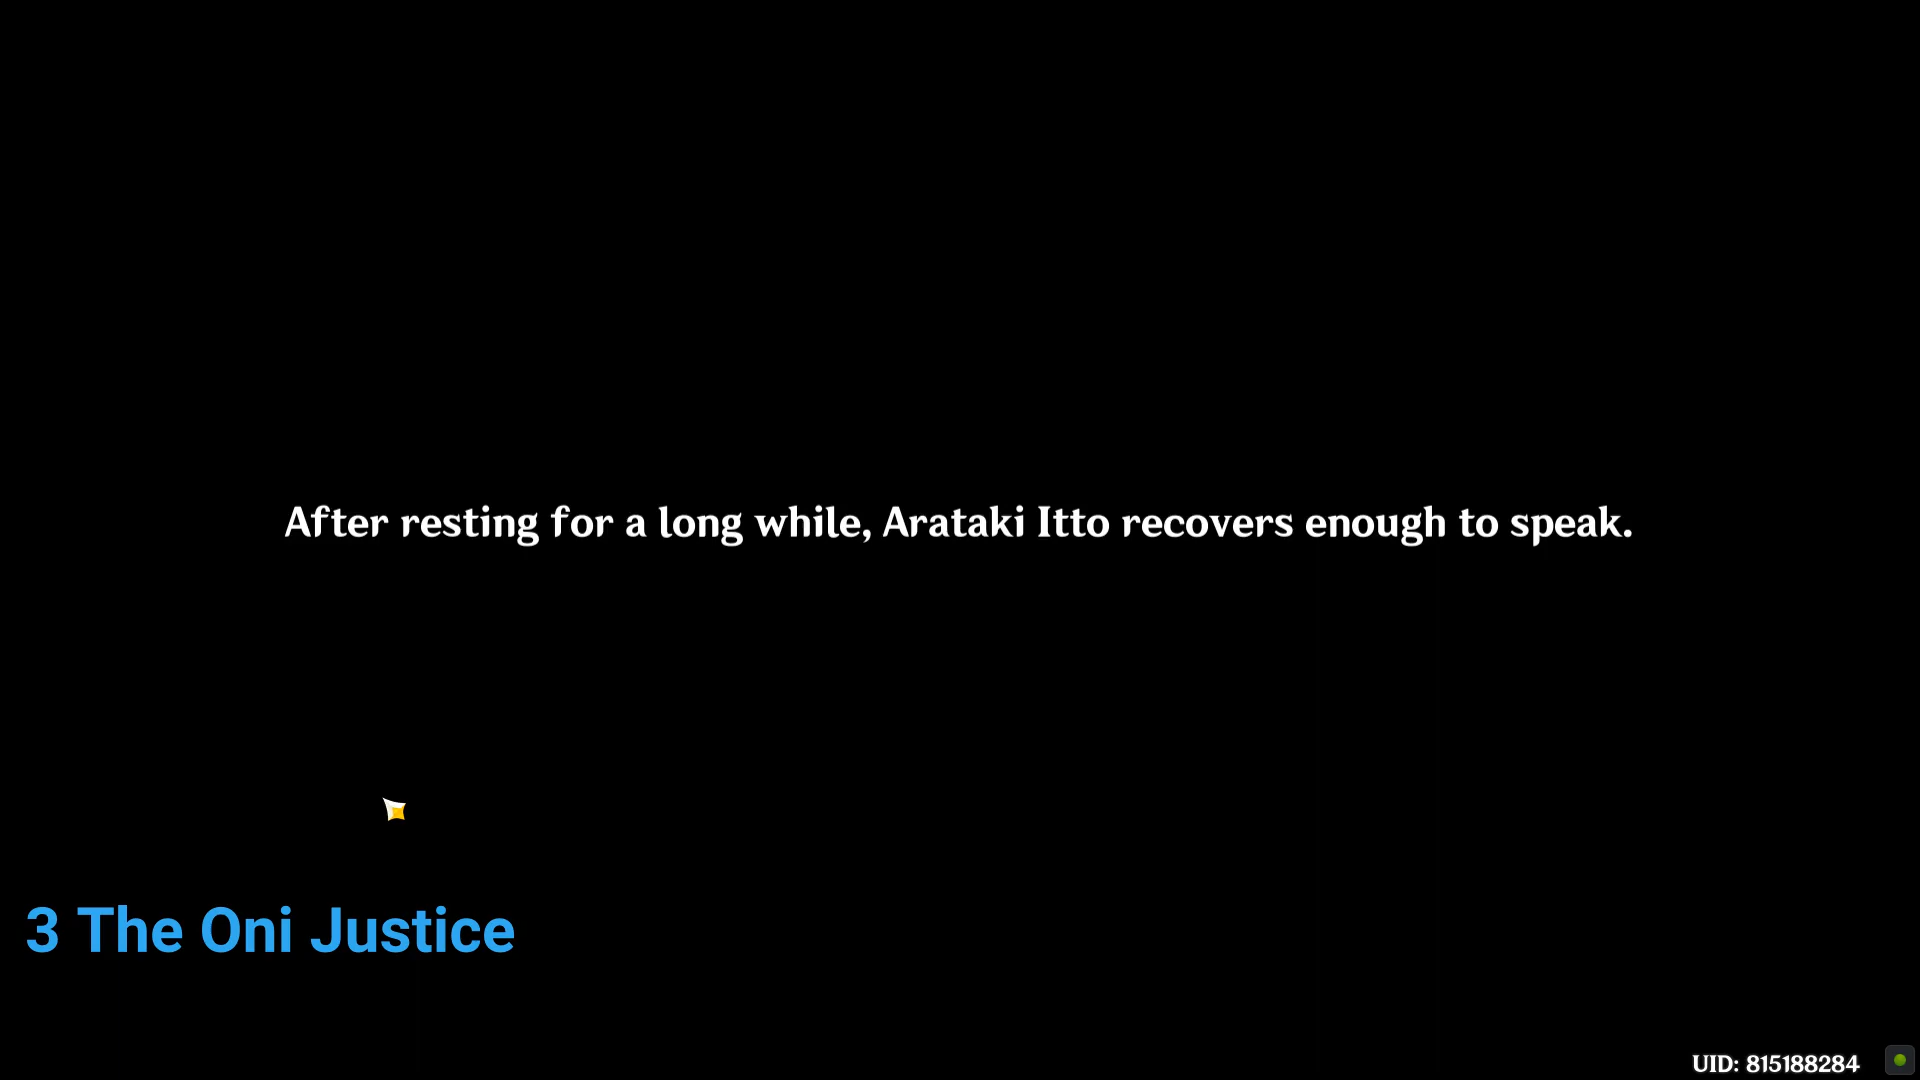 After resting for a long while, Arataki Itto recovers enough to speak.
3 The Oni Justice
UID: 815188284